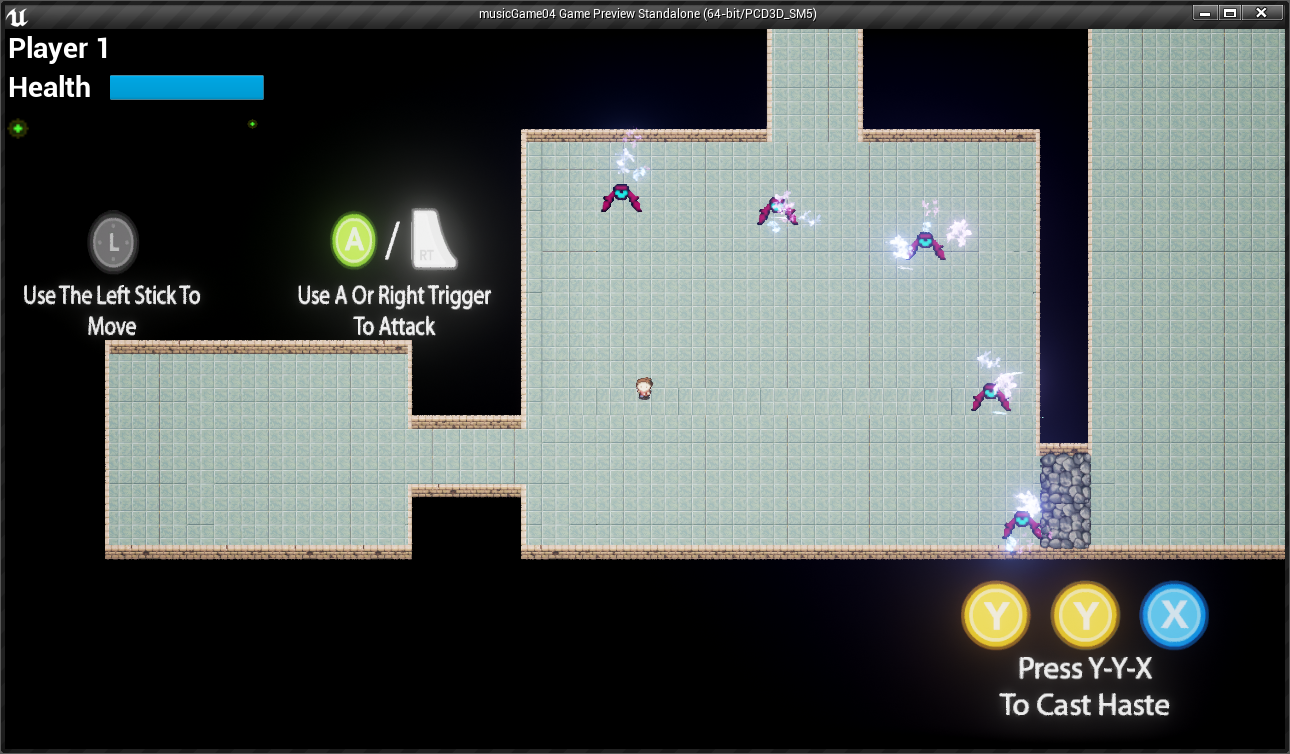 musicGame04 Game Preview Standalone (64-bit/PCD3D_SM5)
Player 1
Health
L
A / RT
Use The Left Stick To
Move
Use A Or Right Trigger
To Attack
Y Y X
Press Y-Y-X
To Cast Haste